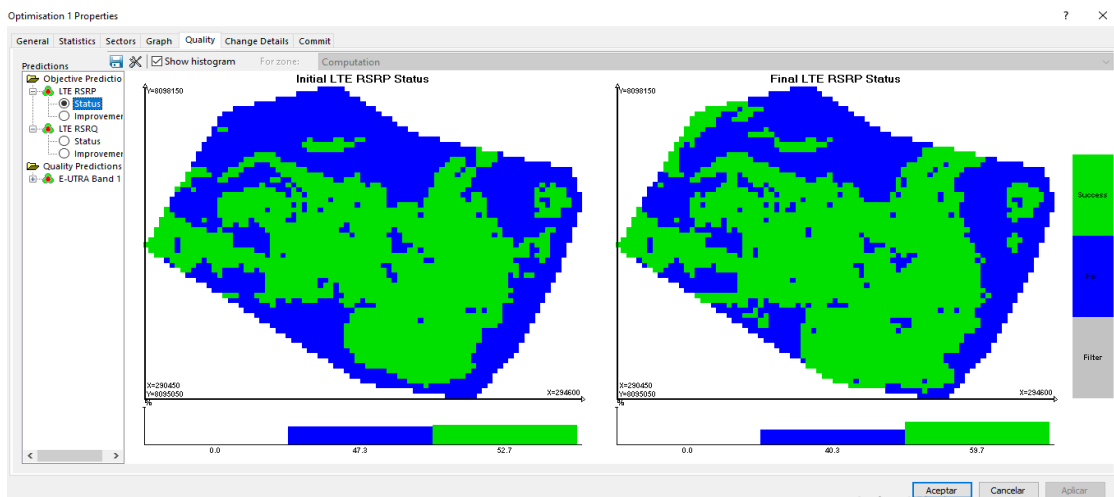 Optimisation 1 Properties
? ×
General Statistics Sectors Graph Quality Change Details Commit
Predictions
Show histogram For zone: Computation
Objective Predictio
LTE RSRP
Status
Improvemer
LTE RSRQ
Status
Improvemer
Quality Predictions
E-UTRA Band 1
Initial LTE RSRP Status
Y=8098150
X=290450
Y=8095050
X=294600
%
0.0 47.3 52.7
Final LTE RSRP Status
Y=8098150
X=290450
Y=8095050
X=294600
%
0.0 40.3 59.7
Success
Filter
Aceptar Cancelar Aplicar